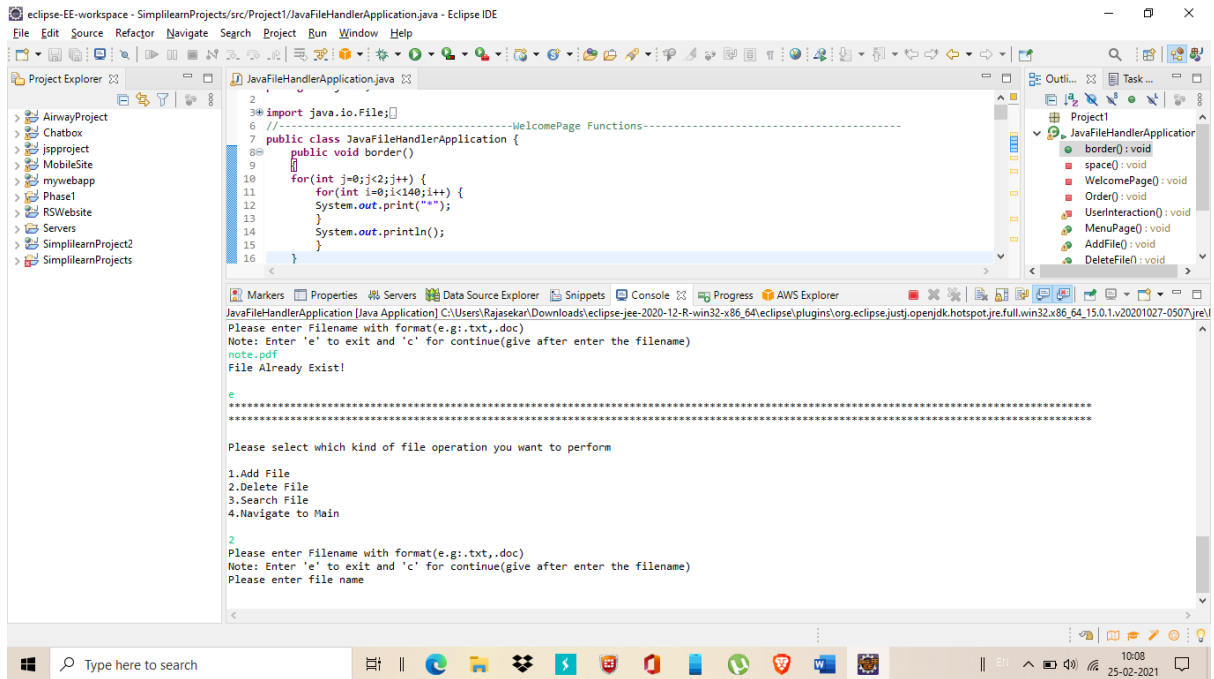 eclipse-EE-workspace - SimplilearnProjects/src/Project1/JavaFileHandlerApplication.java - Eclipse IDE
File Edit Source Refactor Navigate Search Project Run Window Help
Project Explorer
AirwayProject
Chatbox
jspproject
MobileSite
mywebapp
Phase1
RSWebsite
Servers
SimplilearnProject2
SimplilearnProjects
JavaFileHandlerApplication.java
2
3 import java.io.File;
6 //-----------------------------------WelcomePage Functions---------------------------------------
7 public class JavaFileHandlerApplication {
8 public void border()
9 {
10 for(int j=0;j<2;j++) {
11 for(int i=0;i<140;i++) {
12 System.out.print("*");
13 }
14 System.out.println();
15 }
16 }
Outli... Task ...
Project1
JavaFileHandlerApplication
border() : void
space() : void
WelcomePage() : void
Order() : void
UserInteraction() : void
MenuPage() : void
AddFile() : void
DeleteFile() : void
Markers Properties Servers Data Source Explorer Snippets Console Progress AWS Explorer
JavaFileHandlerApplication [Java Application] C:\Users\Rajasekar\Downloads\eclipse-jee-2020-12-R-win32-x86_64\eclipse\plugins\org.eclipse.justj.openjdk.hotspot.jre.full.win32.x86_64_15.0.1.v20201027-0507\jre\
Please enter Filename with format(e.g:.txt,.doc)
Note: Enter 'e' to exit and 'c' for continue(give after enter the filename)
note.pdf
File Already Exist!
e
********************************************************************************************************************************************
********************************************************************************************************************************************
Please select which kind of file operation you want to perform
1.Add File
2.Delete File
3.Search File
4.Navigate to Main
2
Please enter Filename with format(e.g:.txt,.doc)
Note: Enter 'e' to exit and 'c' for continue(give after enter the filename)
Please enter file name
Type here to search
EN
10:08
25-02-2021